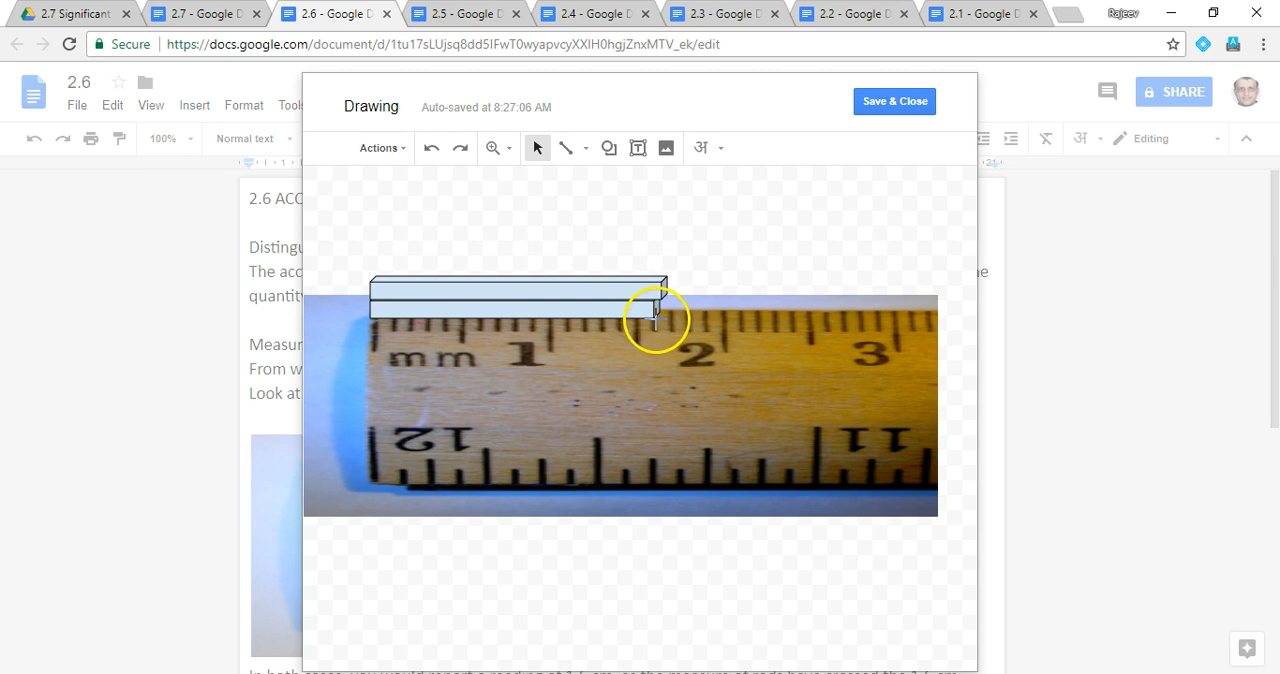 2.7 Significant
2.7 - Google D
2.6 - Google D
2.5 - Google D
2.4 - Google D
2.3 - Google D
2.2 - Google D
2.1 - Google D
Rajeev
Secure
https://docs.google.com/document/d/1tu17sLUjsq8dd5IFwT0wyapvcyXXIH0hgjZnxMTV_ek/edit
2.6
File Edit View Insert Format Tools
SHARE
100% Normal text
अ Editing
Drawing Auto-saved at 8:27:06 AM
Save & Close
Actions अ
2.6 ACC
Distingu
The acc
ne
quantity
Measur
From w
Look at
mm 1 2 3
12 11